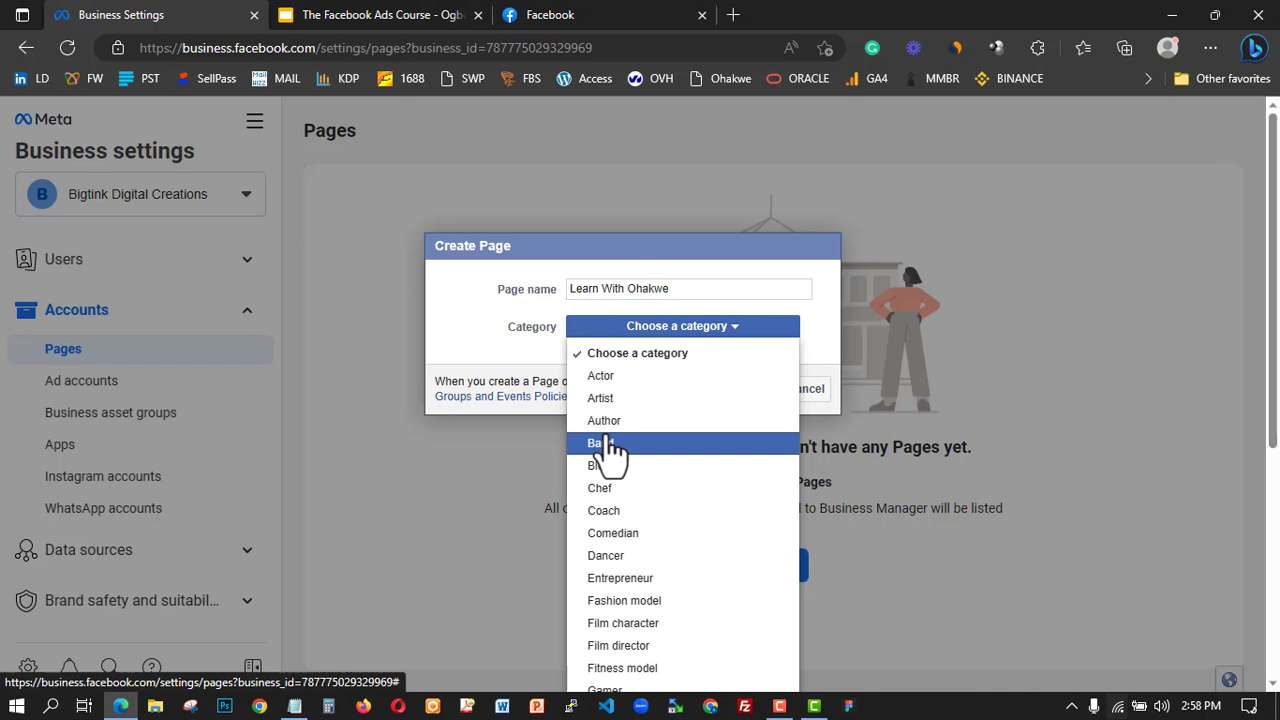 Business Settings
The Facebook Ads Course - Ogb
Facebook
https://business.facebook.com/settings/pages?business_id=787775029329969
LD
FW
PST
SellPass
MAIL
KDP
1688
SWP
FBS
Access
OVH
Ohakwe
ORACLE
GA4
MMBR
BINANCE
Other favorites
Meta
Business settings
B
Bigtink Digital Creations
Users
Accounts
Pages
Ad accounts
Business asset groups
Apps
Instagram accounts
WhatsApp accounts
Data sources
Brand safety and suitabil...
Pages
Create Page
Page name
Learn With Ohakwe
Category
Choose a category
Choose a category
Actor
Artist
Author
Chef
Coach
Comedian
Dancer
Entrepreneur
Fashion model
Film character
Film director
Fitness model
Gamer
When you create a Page o
Groups and Events Policie
ancel
n't have any Pages yet.
Pages
All c
d to Business Manager will be listed
https://business.facebook.com/settings/pages?business_id=787775029329969#
2:58 PM